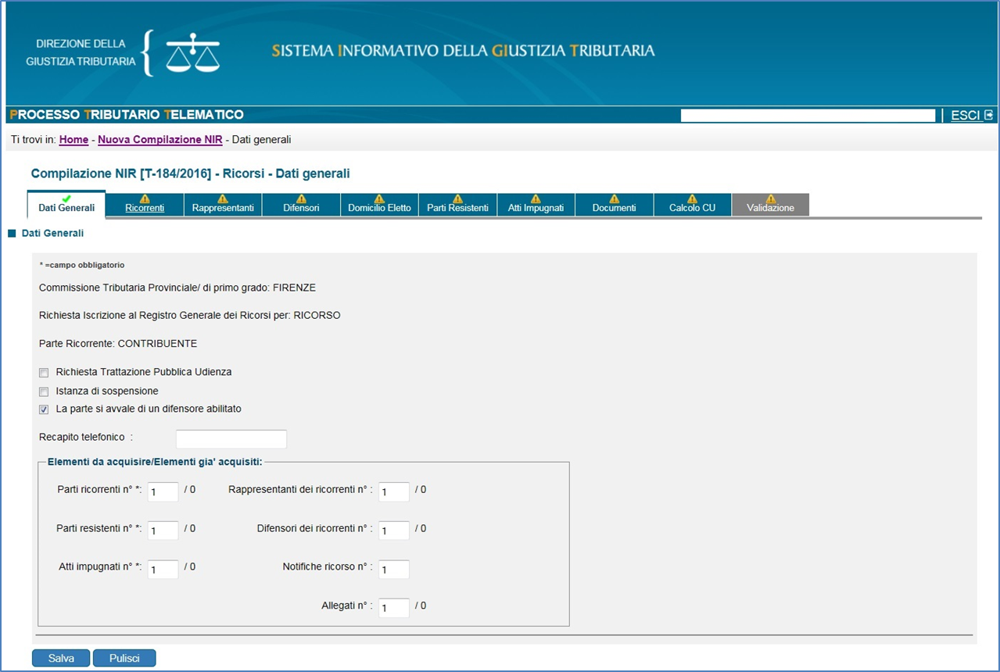 DIREZIONE DELLA
GIUSTIZIA TRIBUTARIA
SISTEMA INFORMATIVO DELLA GIUSTIZIA TRIBUTARIA
PROCESSO TRIBUTARIO TELEMATICO
ESCI
Ti trovi in: Home - Nuova Compilazione NIR - Dati generali
Compilazione NIR [T-184/2016] - Ricorsi - Dati generali
Dati Generali Ricorrenti Rappresentanti Difensori Domicilio Eletto Parti Resistenti Atti Impugnati Documenti Calcolo CU Validazione
Dati Generali
* =campo obbligatorio
Commissione Tributaria Provinciale/ di primo grado: FIRENZE
Richiesta Iscrizione al Registro Generale dei Ricorsi per: RICORSO
Parte Ricorrente: CONTRIBUENTE
Richiesta Trattazione Pubblica Udienza
Istanza di sospensione
La parte si avvale di un difensore abilitato
Recapito telefonico :
Elementi da acquisire/Elementi gia' acquisiti:
Parti ricorrenti n° *: 1 / 0 Rappresentanti dei ricorrenti n° : 1 / 0
Parti resistenti n° *: 1 / 0 Difensori dei ricorrenti n° : 1 / 0
Atti impugnati n° *: 1 / 0 Notifiche ricorso n° : 1
Allegati n° : 1 / 0
Salva Pulisci